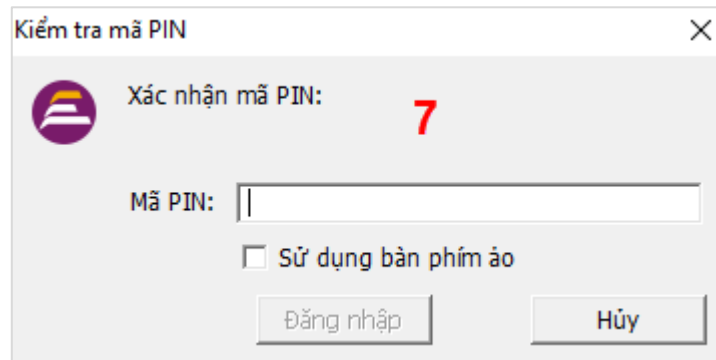 Kiểm tra mã PIN
Xác nhận mã PIN:
7
Mã PIN:
Sử dụng bàn phím ảo
Đăng nhập
Hủy